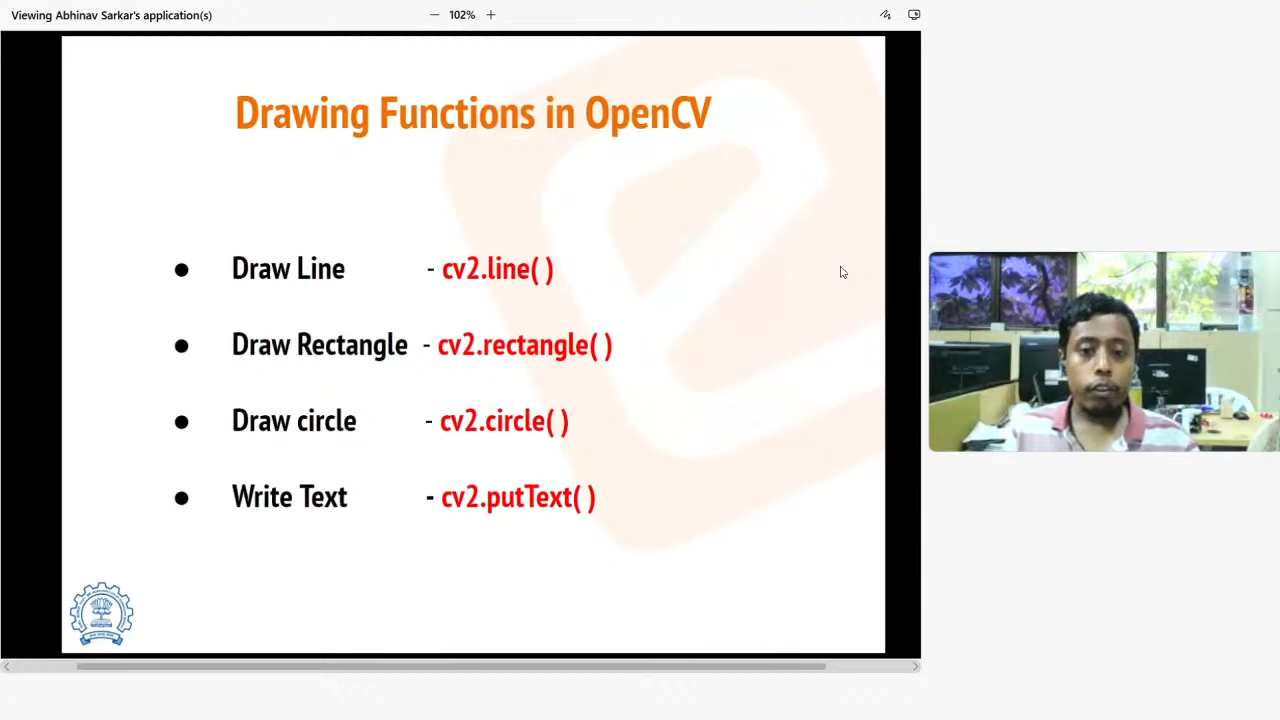 Viewing Abhinav Sarkar's application(s)
102%
Drawing Functions in OpenCV
● Draw Line - cv2.line( )
● Draw Rectangle - cv2.rectangle( )
● Draw circle - cv2.circle( )
● Write Text - cv2.putText( )